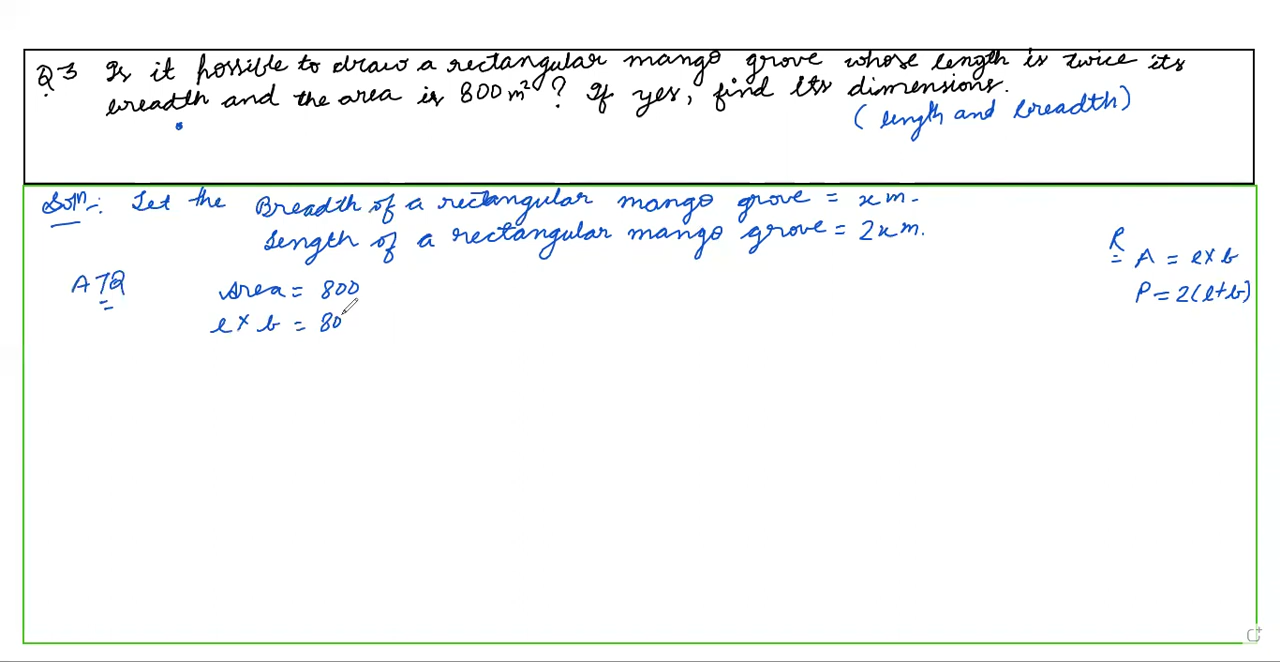 Q3 Is it possible to draw a rectangular mango grove whose length is twice its
breadth and the area is 800 m² ? If yes, find its dimensions.
(length and breadth)
Solⁿ:- Let the Breadth of a rectangular mango grove = x m.
Length of a rectangular mango grove = 2x m.
R
A = l × b
P = 2(l+b)
ATQ
Area = 800
l × b = 80